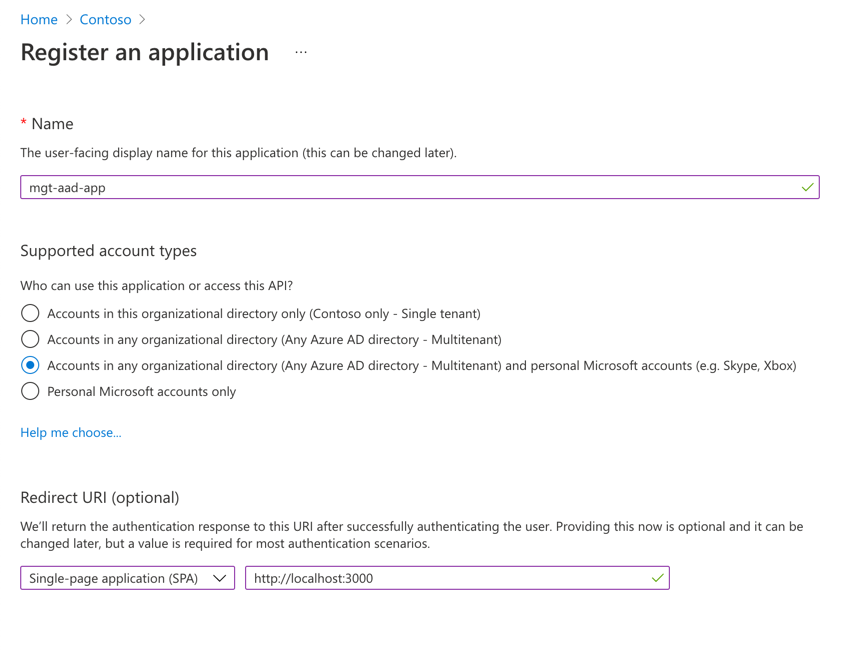 Home > Contoso >
Register an application ...
* Name
The user-facing display name for this application (this can be changed later).
mgt-aad-app
Supported account types
Who can use this application or access this API?
Accounts in this organizational directory only (Contoso only - Single tenant)
Accounts in any organizational directory (Any Azure AD directory - Multitenant)
Accounts in any organizational directory (Any Azure AD directory - Multitenant) and personal Microsoft accounts (e.g. Skype, Xbox)
Personal Microsoft accounts only
Help me choose...
Redirect URI (optional)
We'll return the authentication response to this URI after successfully authenticating the user. Providing this now is optional and it can be
changed later, but a value is required for most authentication scenarios.
Single-page application (SPA) http://localhost:3000